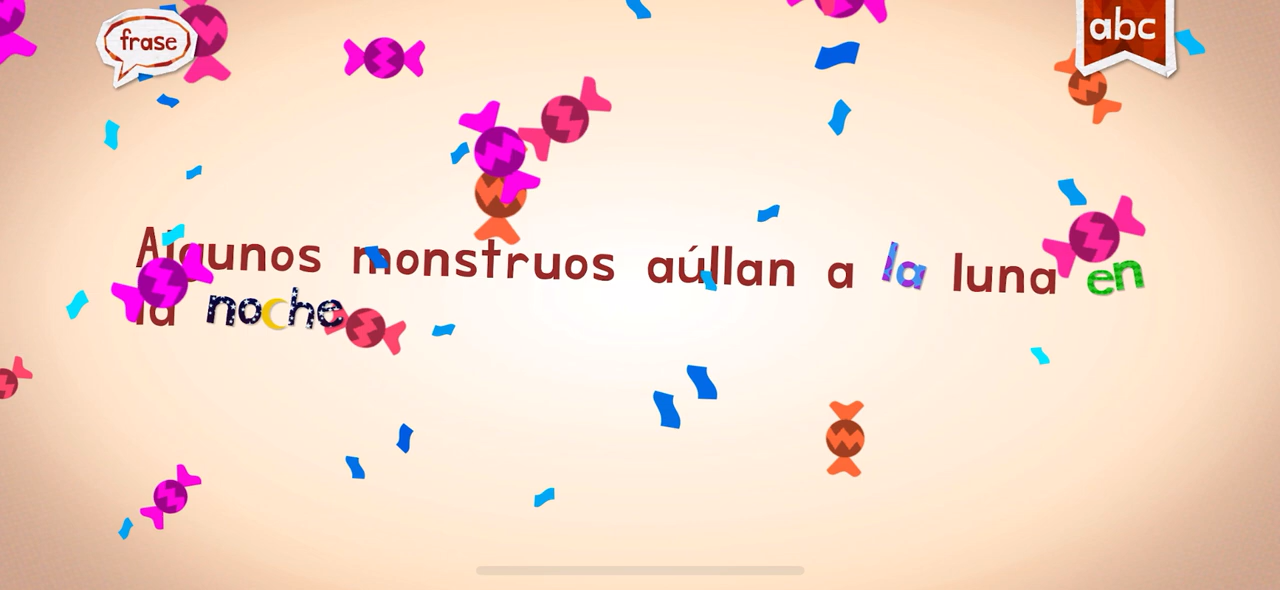 frase
abc
Algunos monstruos aúllan a la luna en
la noche